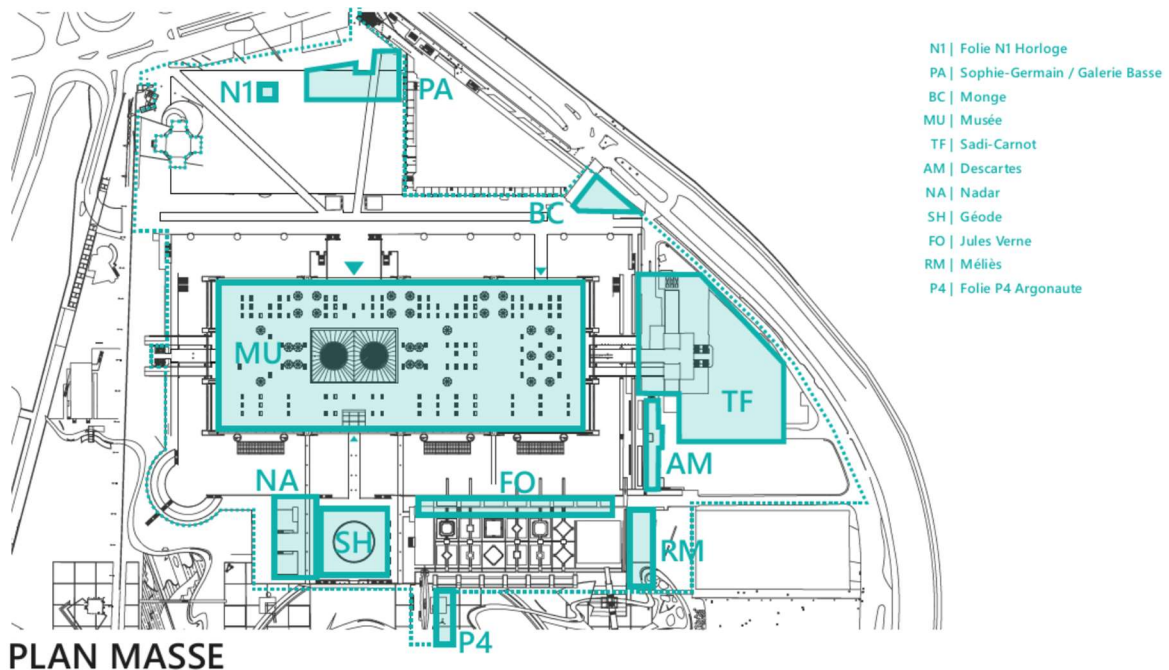 N1 | Folie N1 Horloge
PA | Sophie-Germain / Galerie Basse
BC | Monge
MU | Musée
TF | Sadi-Carnot
AM | Descartes
NA | Nadar
SH | Géode
FO | Jules Verne
RM | Méliès
P4 | Folie P4 Argonaute
N1
PA
BC
MU
TF
AM
NA
FO
SH
RM
P4
PLAN MASSE